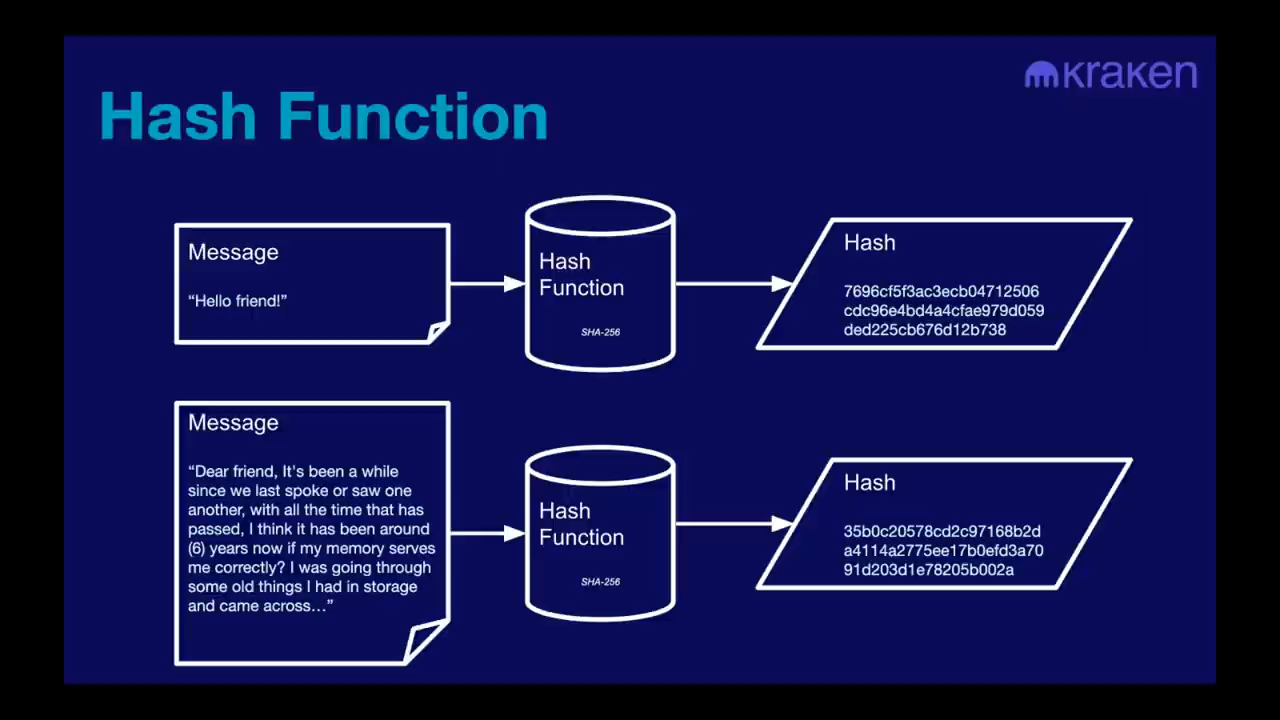 kraken
Hash Function
Message
“Hello friend!”
Hash
Function
SHA-256
Hash
7696cf5f3ac3ecb04712506
cdc96e4bd4a4cfae979d059
ded225cb676d12b738
Message
“Dear friend, It's been a while
since we last spoke or saw one
another, with all the time that has
passed, I think it has been around
(6) years now if my memory serves
me correctly? I was going through
some old things I had in storage
and came across…”
Hash
Function
SHA-256
Hash
35b0c20578cd2c97168b2d
a4114a2775ee17b0efd3a70
91d203d1e78205b002a